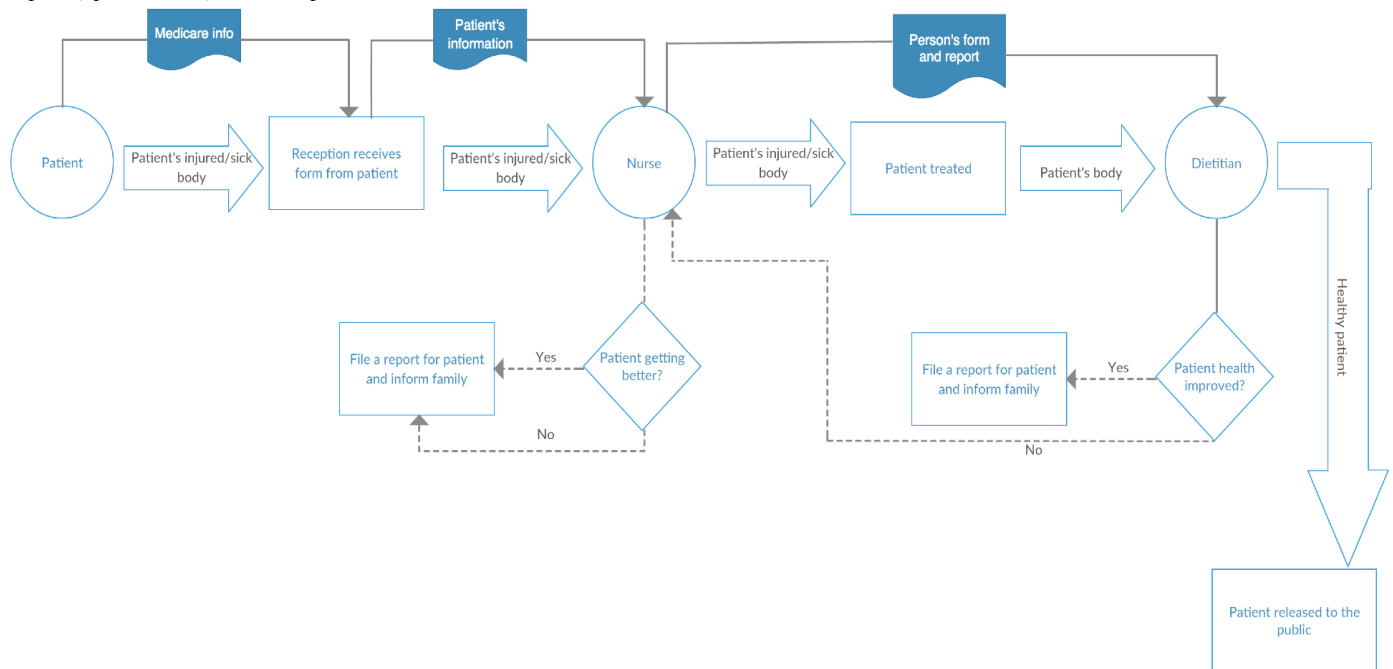 Medicare info
Patient's
information
Person's form
and report
Patient
Patient's injured/sick
body
Reception receives
form from patient
Patient's injured/sick
body
Nurse
Patient's injured/sick
body
Patient treated
Patient's body
Dietitian
Healthy patient
File a report for patient
and inform family
Yes
Patient getting
better?
No
File a report for patient
and inform family
Yes
Patient health
improved?
No
Patient released to the
public